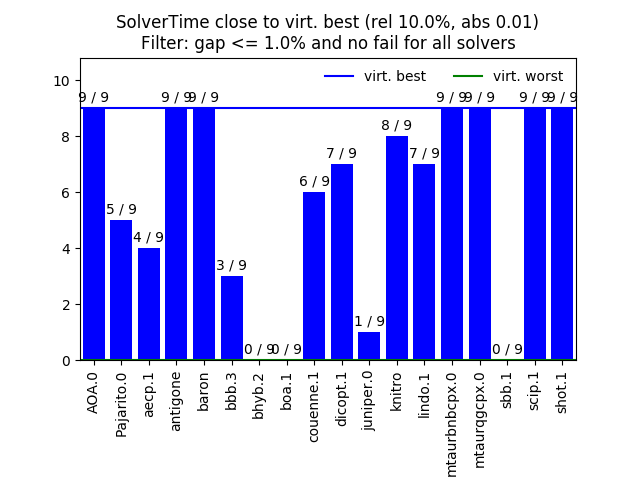 SolverTime close to virt. best (rel 10.0%, abs 0.01)
Filter: gap <= 1.0% and no fail for all solvers
virt. best
virt. worst
10
8
6
4
2
0
9 / 9
5 / 9
4 / 9
9 / 9
9 / 9
3 / 9
0 / 9
0 / 9
6 / 9
7 / 9
1 / 9
8 / 9
7 / 9
9 / 9
9 / 9
0 / 9
9 / 9
9 / 9
AOA.0
Pajarito.0
aecp.1
antigone
baron
bbb.3
bhyb.2
boa.1
couenne.1
dicopt.1
juniper.0
knitro
lindo.1
mtaurbnbcpx.0
mtaurqgcpx.0
sbb.1
scip.1
shot.1